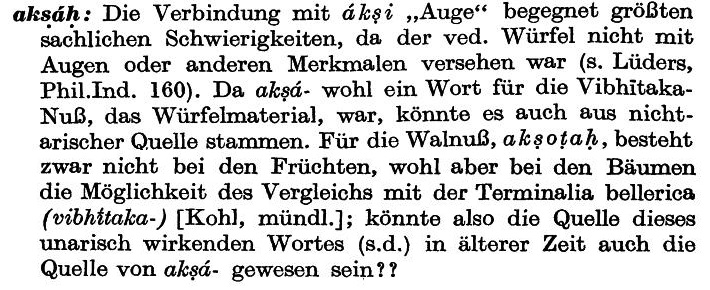 akṣáḥ: Die Verbindung mit ákṣi „Auge“ begegnet größten
sachlichen Schwierigkeiten, da der ved. Würfel nicht mit
Augen oder anderen Merkmalen versehen war (s. Lüders,
Phil.Ind. 160). Da akṣá- wohl ein Wort für die Vibhītaka-
Nuß, das Würfelmaterial, war, könnte es auch aus nicht-
arischer Quelle stammen. Für die Walnuß, akṣoṭaḥ, besteht
zwar nicht bei den Früchten, wohl aber bei den Bäumen
die Möglichkeit des Vergleichs mit der Terminalia bellerica
(vibhī́taka-) [Kohl, mündl.]; könnte also die Quelle dieses
unarisch wirkenden Wortes (s.d.) in älterer Zeit auch die
Quelle von akṣá- gewesen sein??